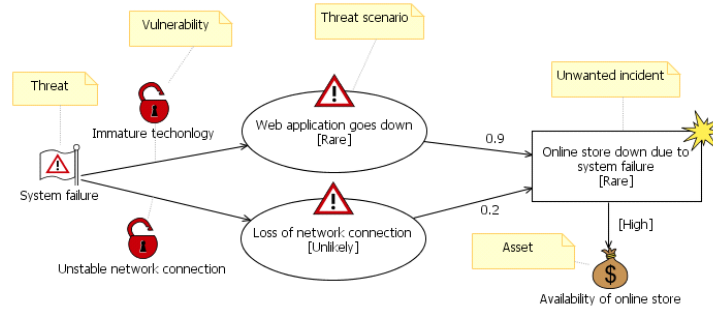 Vulnerability
Threat scenario
Threat
Unwanted incident
Immature techonlogy
Web application goes down
[Rare]
0.9
Online store down due to
system failure
[Rare]
System failure
0.2
Loss of network connection
[Unlikely]
[High]
Unstable network connection
Asset
$
Availability of online store